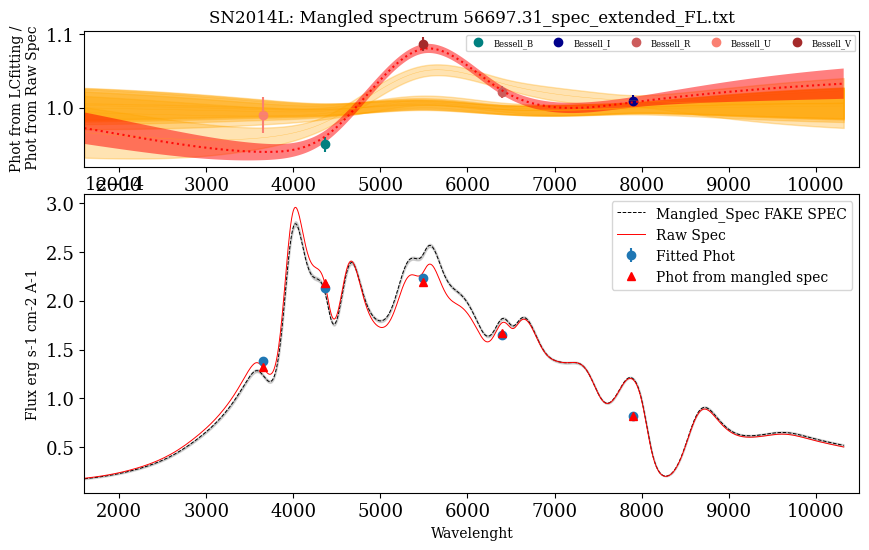 SN2014L: Mangled spectrum 56697.31_spec_extended_FL.txt
Phot from LCfitting /
Phot from Raw Spec
1.1
1.0
Bessell_B Bessell_I Bessell_R Bessell_U Bessell_V
2000 3000 4000 5000 6000 7000 8000 9000 10000
1e−14
Flux erg s-1 cm-2 A-1
3.0
2.5
2.0
1.5
1.0
0.5
Mangled_Spec FAKE SPEC
Raw Spec
Fitted Phot
Phot from mangled spec
2000 3000 4000 5000 6000 7000 8000 9000 10000
Wavelenght